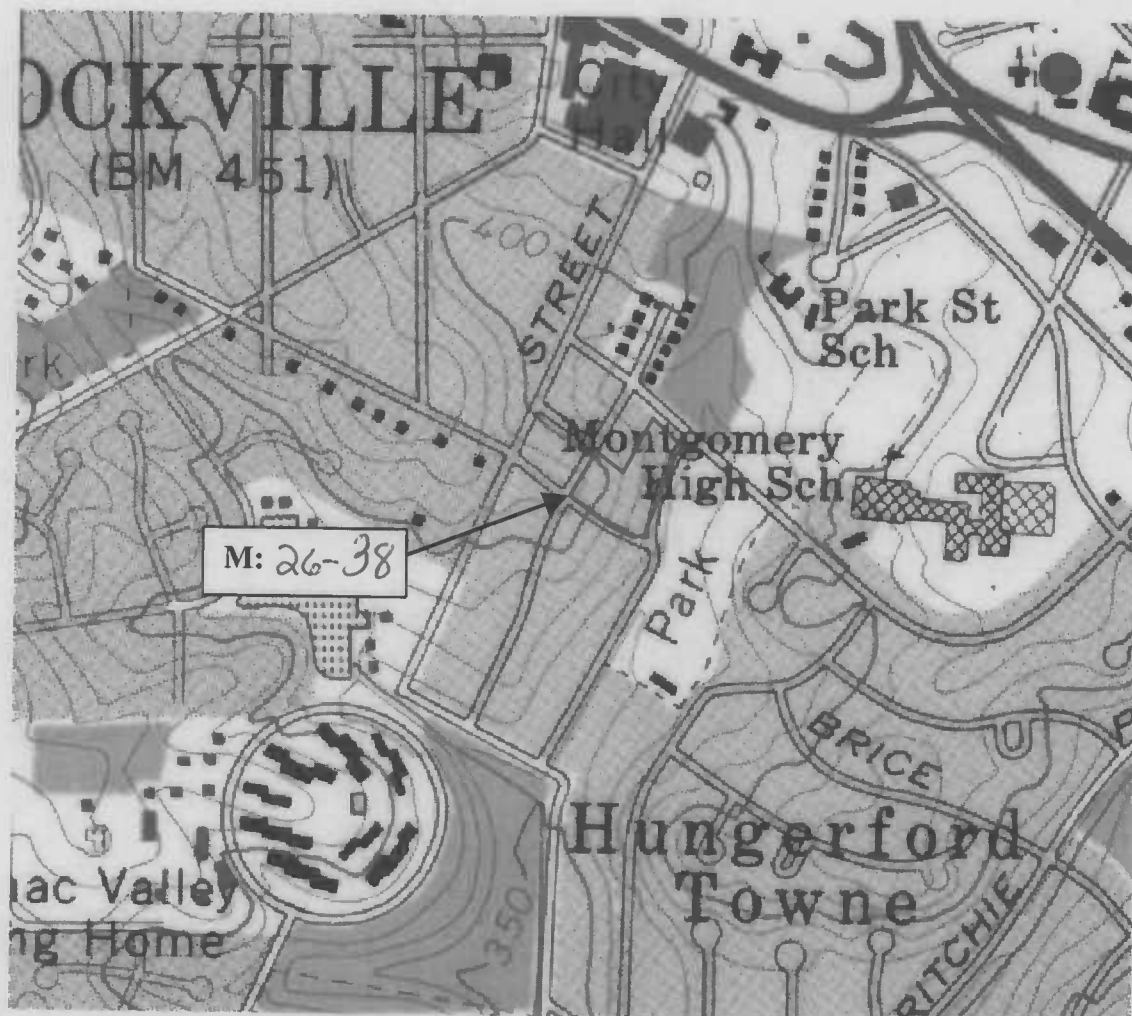 OCKVILLE
(BM 451)
City
Hall
400
STREET
Park St
Sch
rk
Montgomery
High Sch
M: 26-38
Park
BRICE
Hungerford
Towne
ac Valley
ng Home
350
RITCHIE